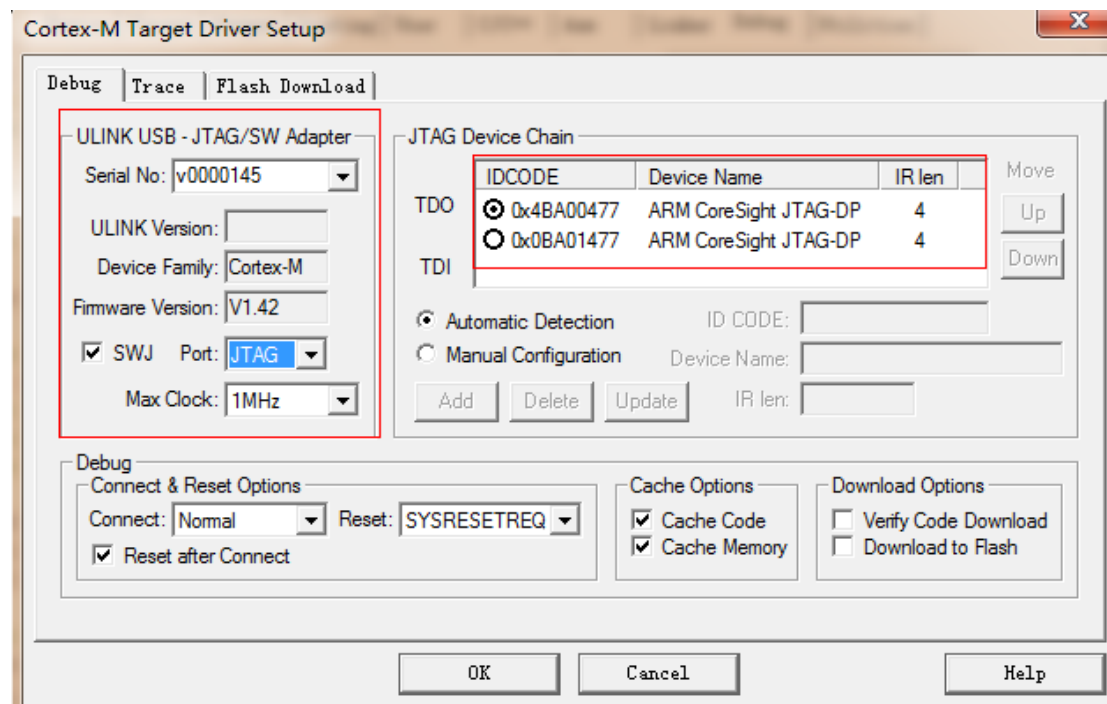 Cortex-M Target Driver Setup
Debug Trace Flash Download
ULINK USB - JTAG/SW Adapter
Serial No: v0000145
ULINK Version:
Device Family: Cortex-M
Firmware Version: V1.42
SWJ Port: JTAG
Max Clock: 1MHz
JTAG Device Chain
IDCODE Device Name IR len
TDO 0x4BA00477 ARM CoreSight JTAG-DP 4
0x0BA01477 ARM CoreSight JTAG-DP 4
TDI
Move
Up
Down
Automatic Detection ID CODE:
Manual Configuration Device Name:
Add Delete Update IR len:
Debug
Connect & Reset Options
Connect: Normal Reset: SYSRESETREQ
Reset after Connect
Cache Options
Cache Code
Cache Memory
Download Options
Verify Code Download
Download to Flash
OK Cancel Help